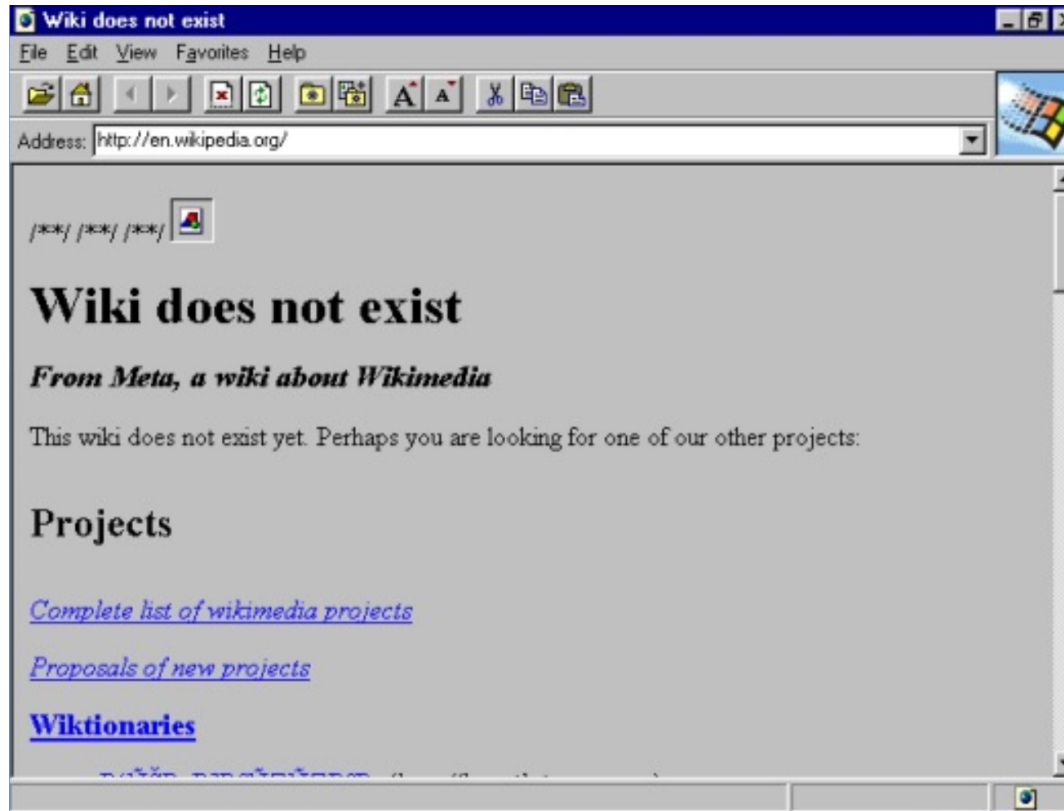 Wiki does not exist
File Edit View Favorites Help
A A
Address: http://en.wikipedia.org/
/**/ /**/ /**/
Wiki does not exist
From Meta, a wiki about Wikimedia
This wiki does not exist yet. Perhaps you are looking for one of our other projects:
Projects
Complete list of wikimedia projects
Proposals of new projects
Wiktionaries